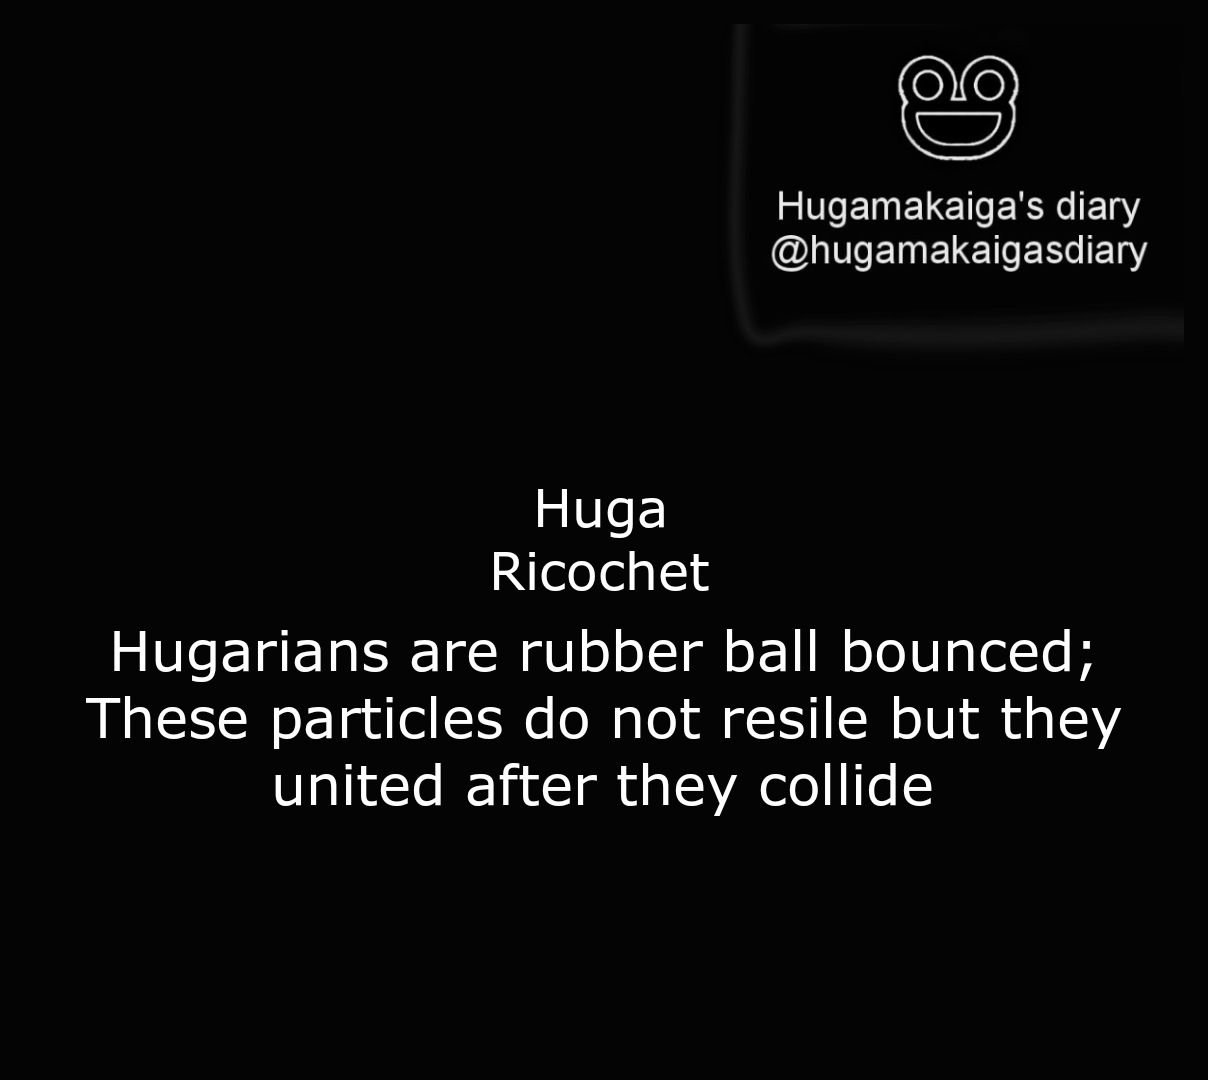 Hugamakaiga's diary
@hugamakaigasdiary
Huga
Ricochet
Hugarians are rubber ball bounced;
These particles do not resile but they
united after they collide